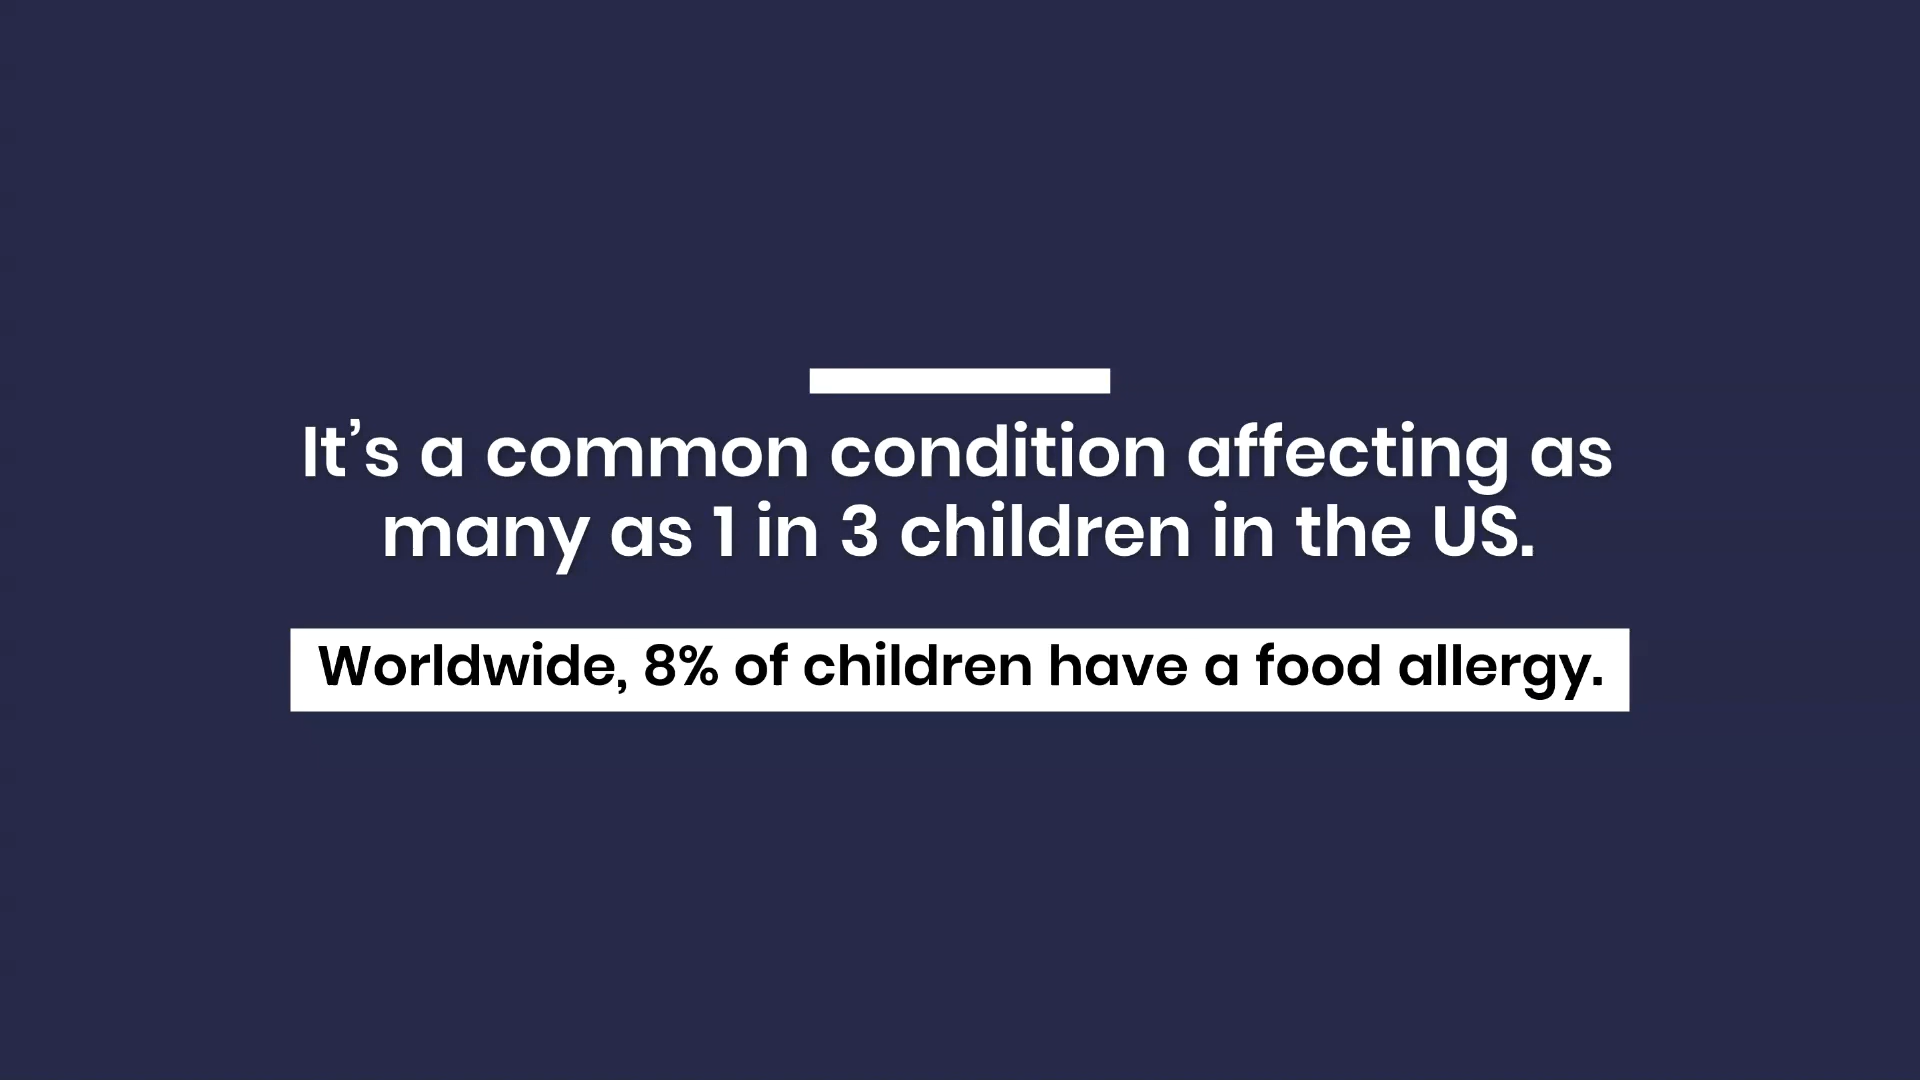 It’s a common condition affecting as
many as 1 in 3 children in the US.
Worldwide, 8% of children have a food allergy.